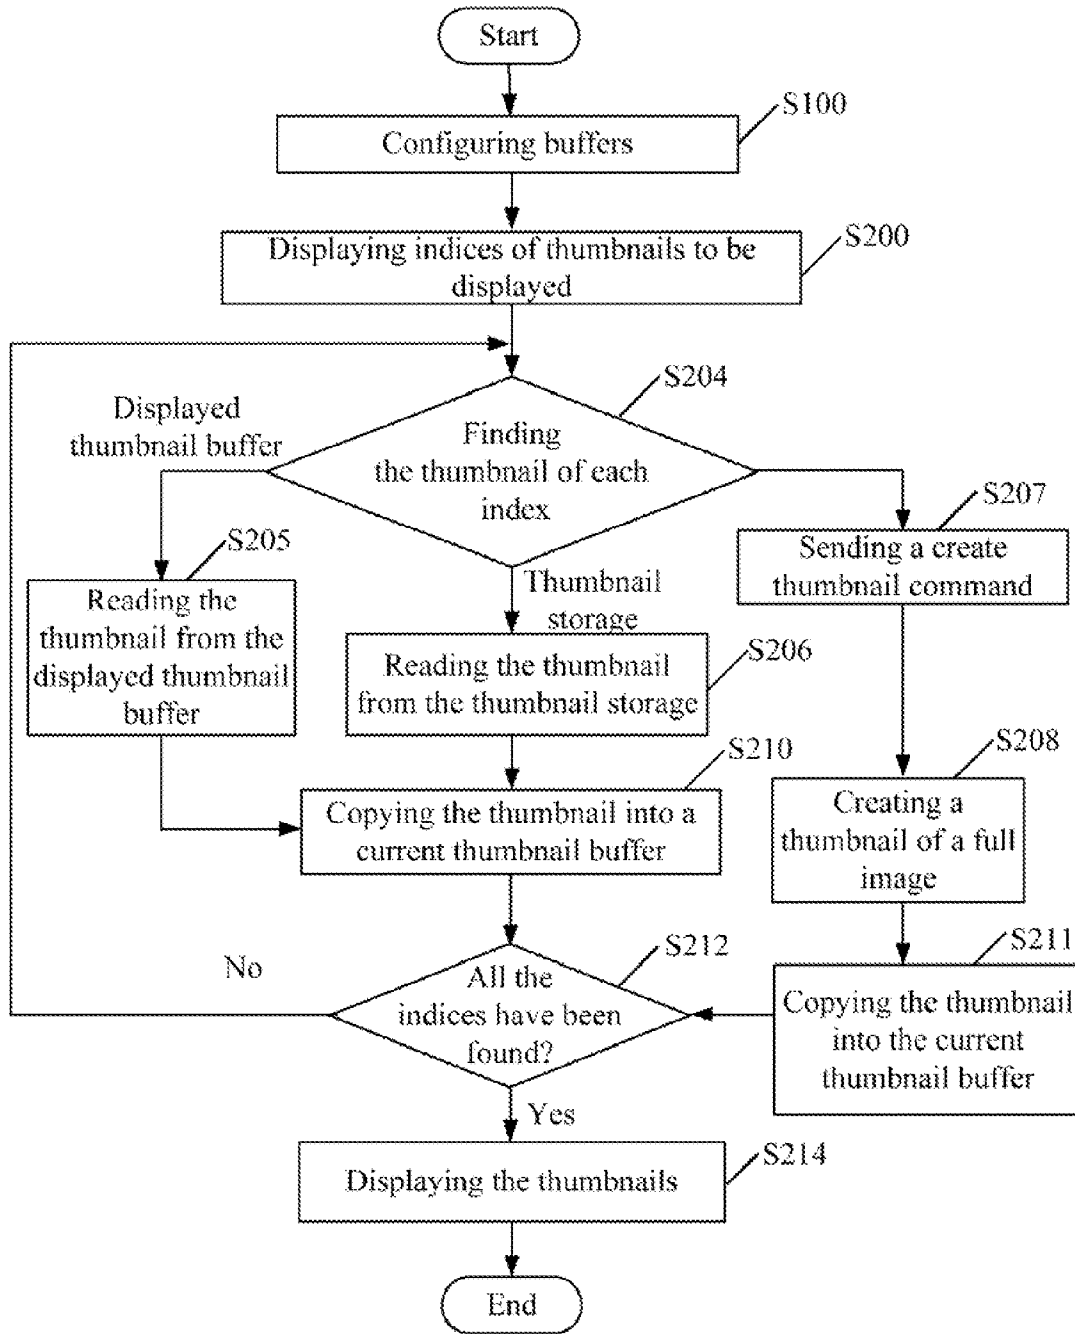 Start
S100
Configuring buffers
S200
Displaying indices of thumbnails to be
displayed
S204
Displayed
thumbnail buffer
Finding
the thumbnail of each
index
S207
Sending a create
thumbnail command
S205
Reading the
thumbnail from the
displayed thumbnail
buffer
Thumbnail
storage
S206
Reading the thumbnail
from the thumbnail storage
S208
Creating a
thumbnail of a full
image
S210
Copying the thumbnail into a
current thumbnail buffer
S211
Copying the thumbnail
into the current
thumbnail buffer
S212
All the
indices have been
found?
No
Yes
S214
Displaying the thumbnails
End